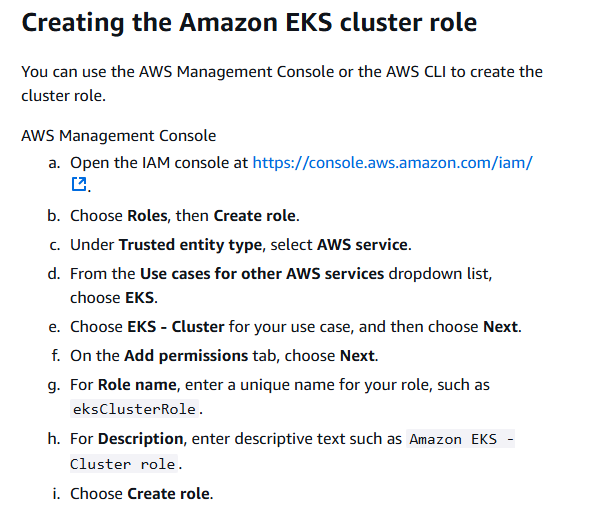 Creating the Amazon EKS cluster role
You can use the AWS Management Console or the AWS CLI to create the
cluster role.
AWS Management Console
a. Open the IAM console at https://console.aws.amazon.com/iam/
.
b. Choose Roles, then Create role.
c. Under Trusted entity type, select AWS service.
d. From the Use cases for other AWS services dropdown list,
choose EKS.
e. Choose EKS - Cluster for your use case, and then choose Next.
f. On the Add permissions tab, choose Next.
g. For Role name, enter a unique name for your role, such as
eksClusterRole.
h. For Description, enter descriptive text such as Amazon EKS -
Cluster role.
i. Choose Create role.